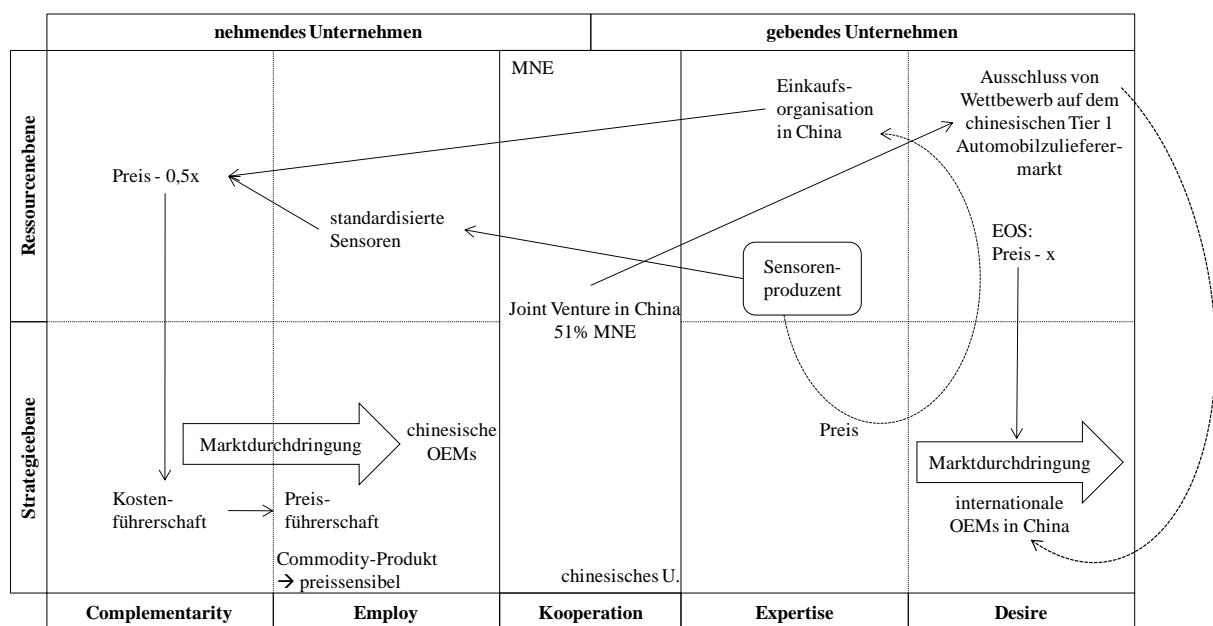 nehmendes Unternehmen
gebendes Unternehmen
Ressourcenebene
MNE
Einkaufs-
organisation
in China
Ausschluss von
Wettbewerb auf dem
chinesischen Tier 1
Automobilzulieferer-
markt
Preis - 0,5x
standardisierte
Sensoren
Sensoren-
produzent
EOS:
Preis - x
Joint Venture in China
51% MNE
Strategieebene
Marktdurchdringung
chinesische
OEMs
Preis
Marktdurchdringung
Kosten-
führerschaft
Preis-
führerschaft
internationale
OEMs in China
Commodity-Produkt
→ preissensibel
chinesisches U.
Complementarity
Employ
Kooperation
Expertise
Desire